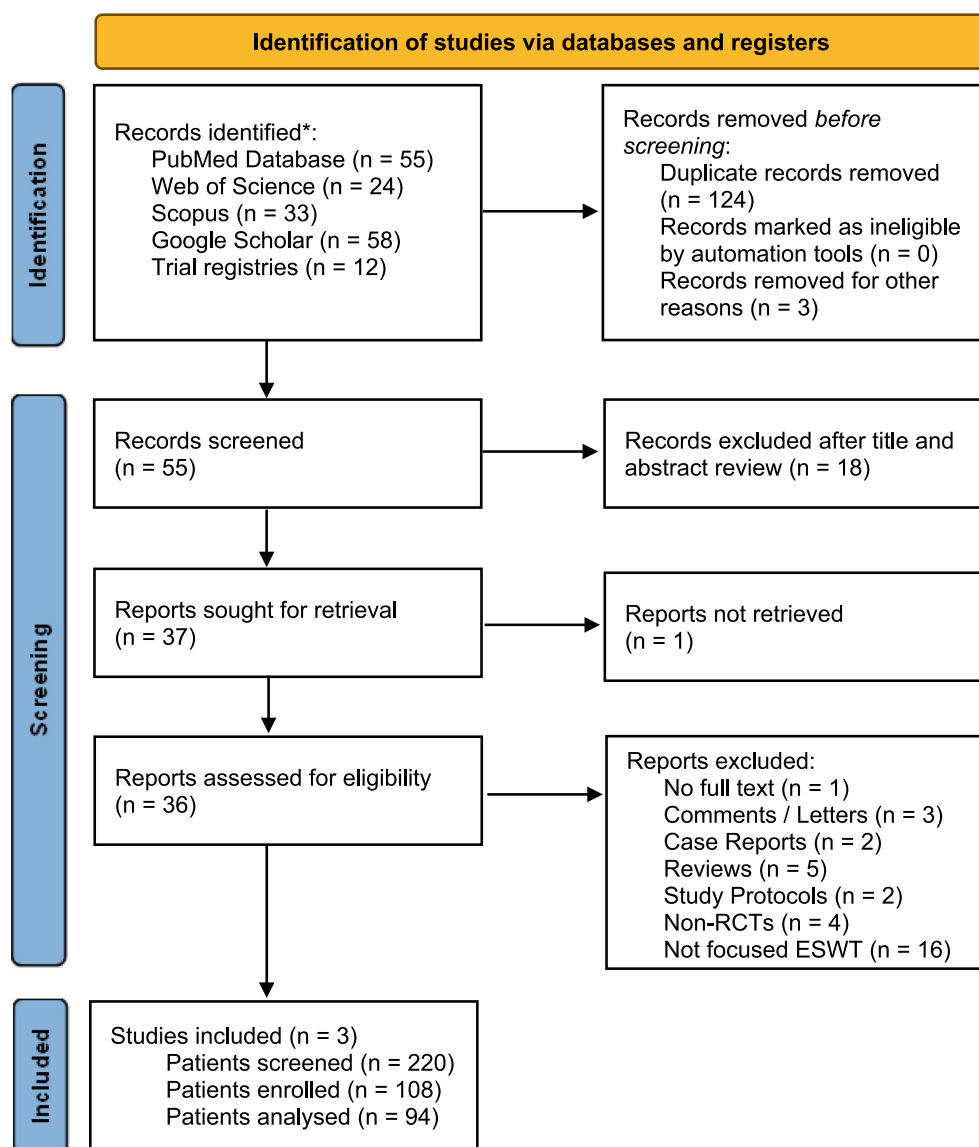 Identification of studies via databases and registers
Identification
Records identified*:
PubMed Database (n = 55)
Web of Science (n = 24)
Scopus (n = 33)
Google Scholar (n = 58)
Trial registries (n = 12)
Records removed before
screening:
Duplicate records removed
(n = 124)
Records marked as ineligible
by automation tools (n = 0)
Records removed for other
reasons (n = 3)
Screening
Records screened
(n = 55)
Records excluded after title and
abstract review (n = 18)
Reports sought for retrieval
(n = 37)
Reports not retrieved
(n = 1)
Reports assessed for eligibility
(n = 36)
Reports excluded:
No full text (n = 1)
Comments / Letters (n = 3)
Case Reports (n = 2)
Reviews (n = 5)
Study Protocols (n = 2)
Non-RCTs (n = 4)
Not focused ESWT (n = 16)
Included
Studies included (n = 3)
Patients screened (n = 220)
Patients enrolled (n = 108)
Patients analysed (n = 94)